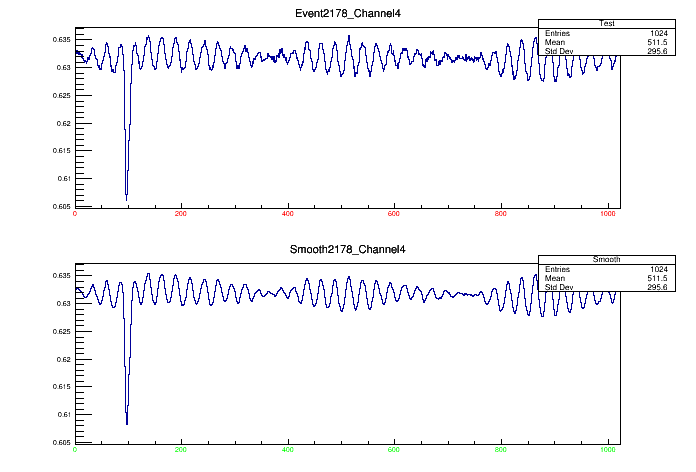 Event2178_Channel4
Test
Entries 1024
Mean 511.5
Std Dev 295.6
0.635
0.63
0.625
0.62
0.615
0.61
0.605
0 200 400 600 800 1000
Smooth2178_Channel4
Smooth
Entries 1024
Mean 511.5
Std Dev 295.6
0.635
0.63
0.625
0.62
0.615
0.61
0.605
0 200 400 600 800 1000